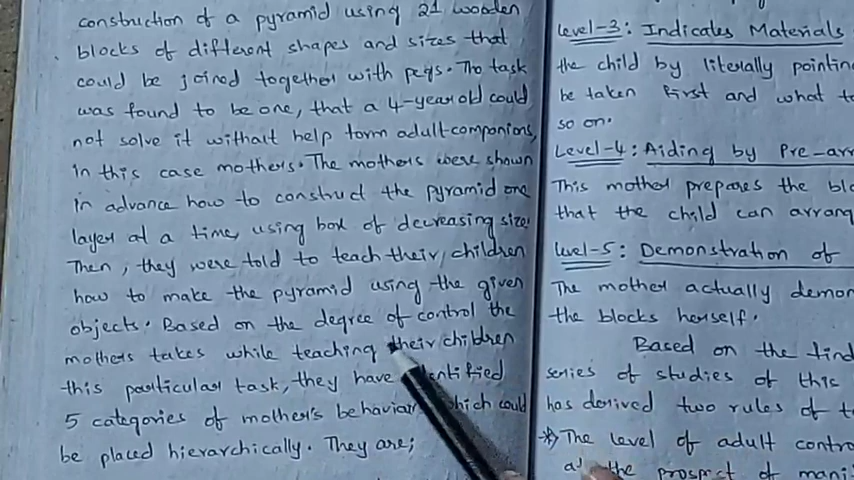 construction of a pyramid using 21 wooden
blocks of different shapes and sizes that
could be joined together with pegs. The task
was found to be one, that a 4-year old could
not solve it without help form adult companions,
in this case mothers. The mothers were shown
in advance how to construct the pyramid one
layer at a time, using box of decreasing size.
Then, they were told to teach their children
how to make the pyramid using the given
objects. Based on the degree of control the
mothers takes while teaching their children
this particular task, they have identified
5 categories of mother's behaviour which could
be placed hierarchically. They are;
Level-3: Indicates Materials
the child by literally pointin
be taken first and what t
so on.
Level-4: Aiding by Pre-arr
This mother prepares the blo
that the child can arrang
Level-5: Demonstration of
The mother actually demon
the blocks herself.
Based on the find
series of studies of this
has derived two rules of t
The level of adult contro
the prospect of mani